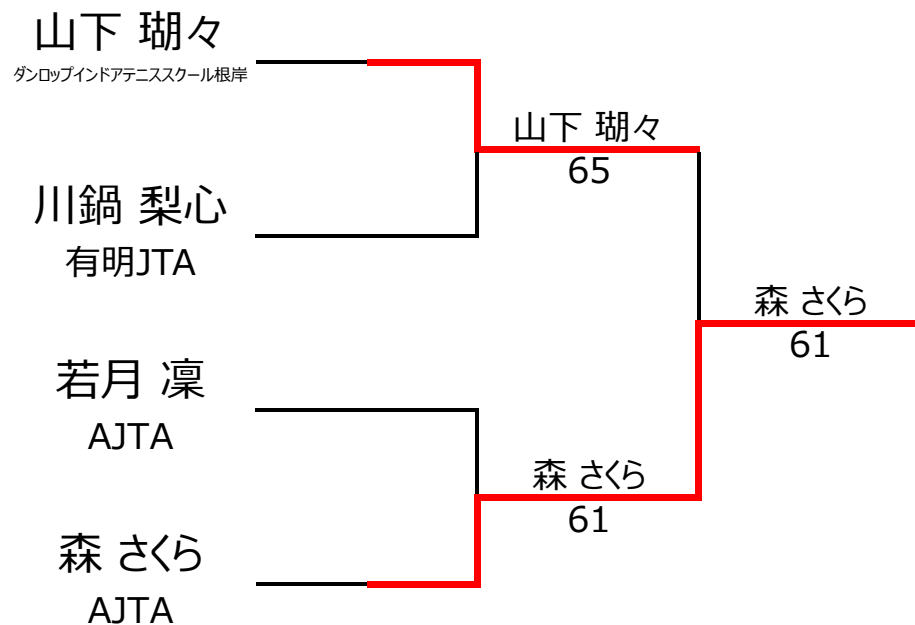 山下 瑚々
ダンロップインドアテニススクール根岸
川鍋 梨心
有明JTA
若月 凜
AJTA
森 さくら
AJTA
山下 瑚々
65
森 さくら
61
森 さくら
61